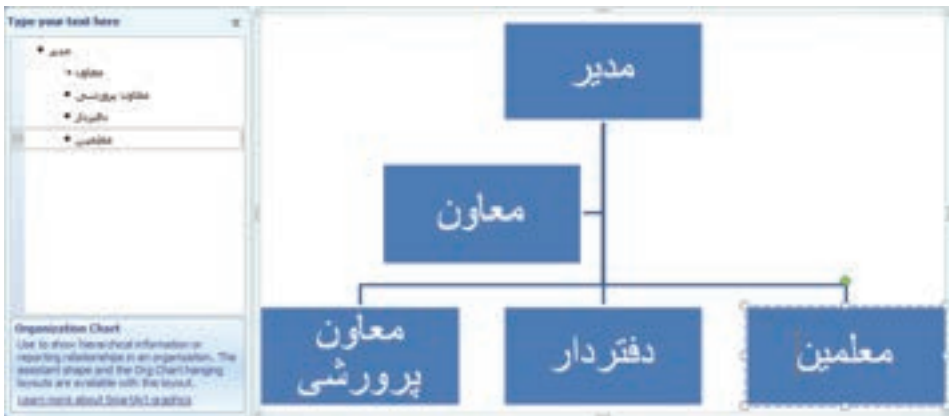 Type your text here
مدیر
معاون
معاون پرورشی
دفتردار
معلمین
Organization Chart
Use to show hierarchical information or
reporting relationships in an organization. The
assistant shape and the Org Chart hanging
layouts are available with this layout.
Learn more about SmartArt graphics
مدیر
معاون
معاون
پرورشی
دفتردار
معلمین